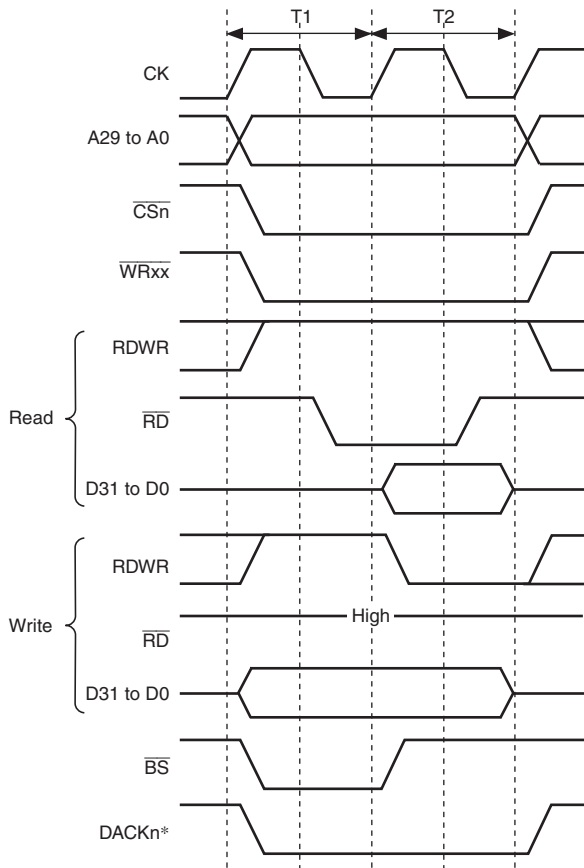 T1 T2
CK
A29 to A0
CSn
WRxx
RDWR
Read
RD
D31 to D0
RDWR
High
Write
RD
D31 to D0
BS
DACKn*